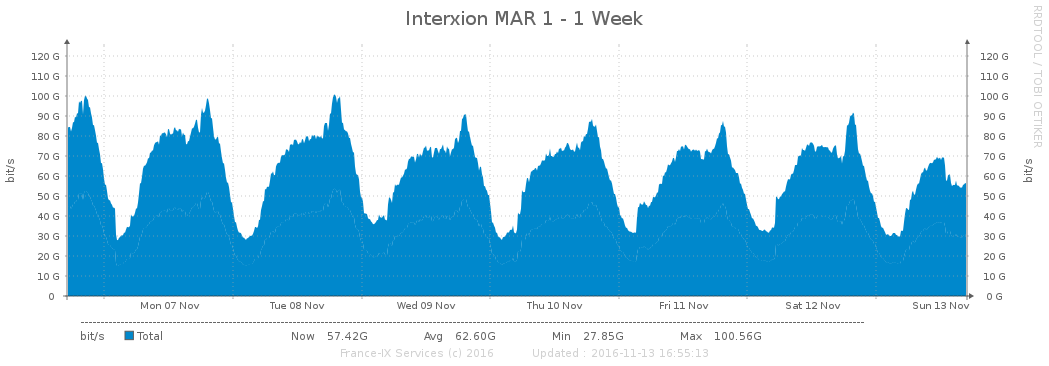 Interxion MAR 1 - 1 Week
RRDTOOL / TOBI OETIKER
bit/s
120 G 120 G
110 G 110 G
100 G 100 G
90 G 90 G
80 G 80 G
70 G 70 G
60 G 60 G
50 G 50 G
40 G 40 G
30 G 30 G
20 G 20 G
10 G 10 G
0 0 G
bit/s
Mon 07 Nov Tue 08 Nov Wed 09 Nov Thu 10 Nov Fri 11 Nov Sat 12 Nov Sun 13 Nov
bit/s Total Now 57.42G Avg 62.60G Min 27.85G Max 100.56G
France-IX Services (c) 2016 Updated : 2016-11-13 16:55:13